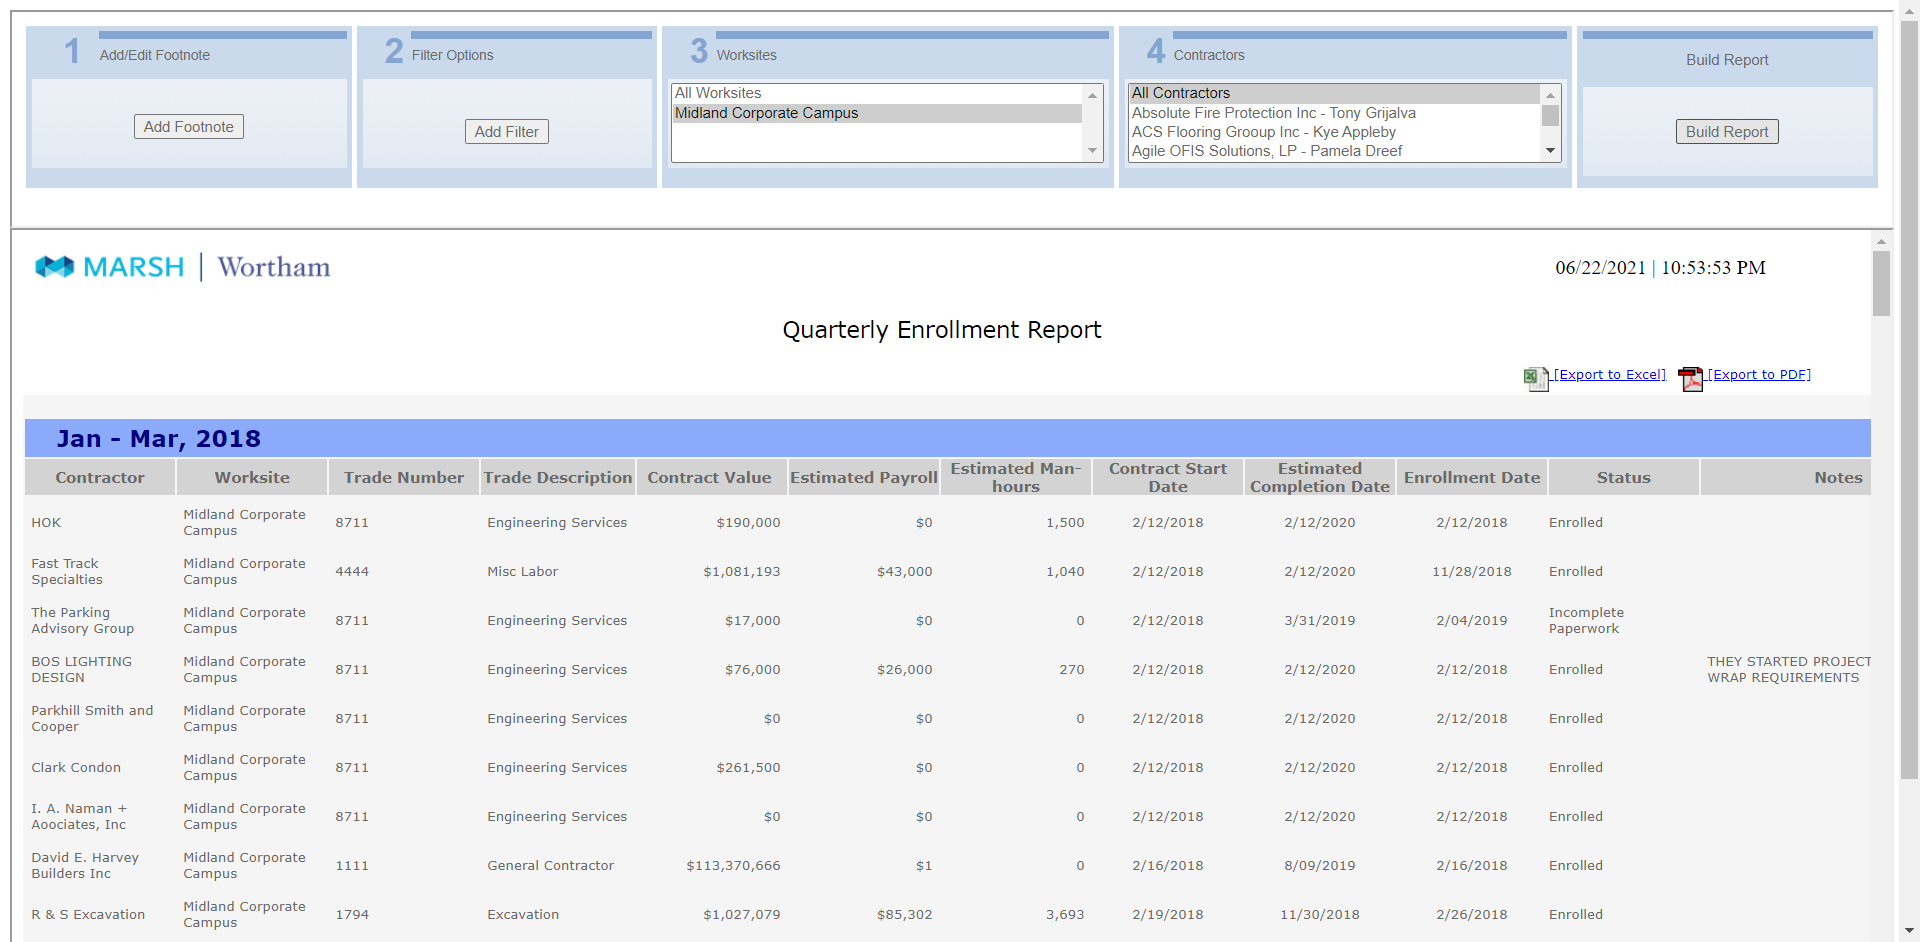 1 Add/Edit Footnote
Add Footnote
2 Filter Options
Add Filter
3 Worksites
All Worksites
Midland Corporate Campus
4 Contractors
All Contractors
Absolute Fire Protection Inc - Tony Grijalva
ACS Flooring Grooup Inc - Kye Appleby
Agile OFIS Solutions, LP - Pamela Dreef
Build Report
Build Report
MARSH | Wortham
06/22/2021 | 10:53:53 PM
Quarterly Enrollment Report
[Export to Excel] [Export to PDF]
Jan - Mar, 2018
Contractor Worksite Trade Number Trade Description Contract Value Estimated Payroll Estimated Man-hours Contract Start Date Estimated Completion Date Enrollment Date Status Notes
HOK Midland Corporate Campus 8711 Engineering Services $190,000 $0 1,500 2/12/2018 2/12/2020 2/12/2018 Enrolled
Fast Track Specialties Midland Corporate Campus 4444 Misc Labor $1,081,193 $43,000 1,040 2/12/2018 2/12/2020 11/28/2018 Enrolled
The Parking Advisory Group Midland Corporate Campus 8711 Engineering Services $17,000 $0 0 2/12/2018 3/31/2019 2/04/2019 Incomplete Paperwork
BOS LIGHTING DESIGN Midland Corporate Campus 8711 Engineering Services $76,000 $26,000 270 2/12/2018 2/12/2020 2/12/2018 Enrolled THEY STARTED PROJECT WRAP REQUIREMENTS
Parkhill Smith and Cooper Midland Corporate Campus 8711 Engineering Services $0 $0 0 2/12/2018 2/12/2020 2/12/2018 Enrolled
Clark Condon Midland Corporate Campus 8711 Engineering Services $261,500 $0 0 2/12/2018 2/12/2020 2/12/2018 Enrolled
I. A. Naman + Aoociates, Inc Midland Corporate Campus 8711 Engineering Services $0 $0 0 2/12/2018 2/12/2020 2/12/2018 Enrolled
David E. Harvey Builders Inc Midland Corporate Campus 1111 General Contractor $113,370,666 $1 0 2/16/2018 8/09/2019 2/16/2018 Enrolled
R & S Excavation Midland Corporate Campus 1794 Excavation $1,027,079 $85,302 3,693 2/19/2018 11/30/2018 2/26/2018 Enrolled